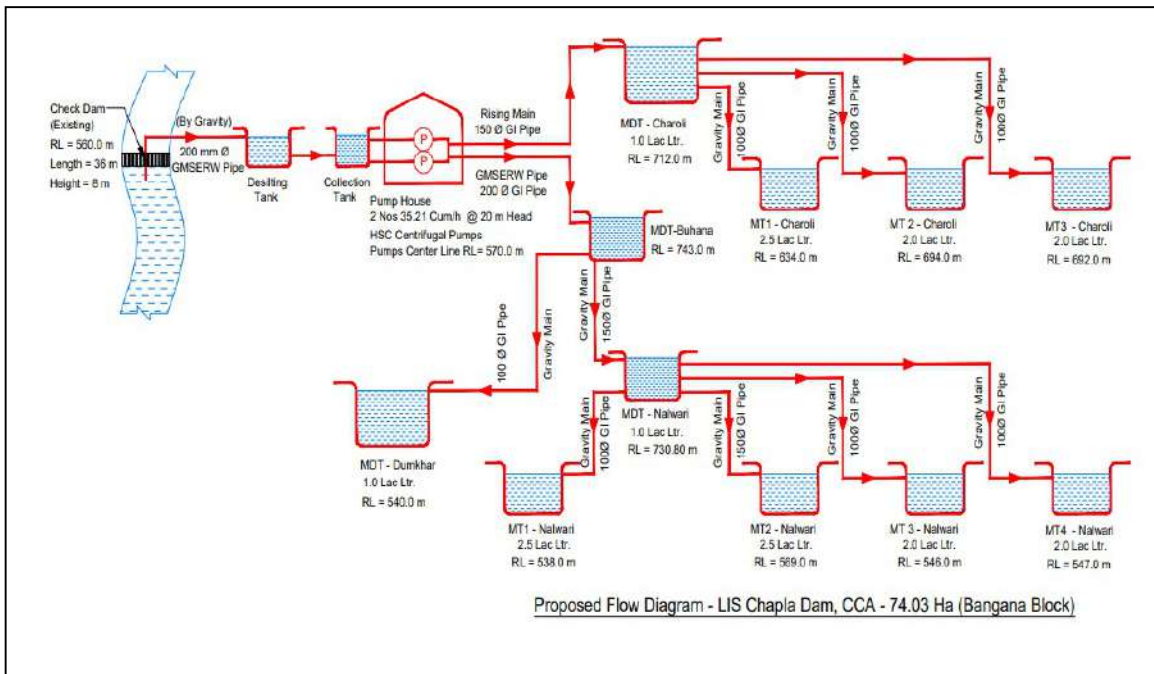 Check Dam
(Existing)
RL = 560.0 m
Length = 36 m
Height = 6 m
(By Gravity)
200 mm Ø
GMSERW Pipe
Desilting
Tank
Collection
Tank
P
P
Pump House
2 Nos 35.21 Cum/h @ 20 m Head
HSC Centrifugal Pumps
Pumps Center Line RL= 570.0 m
Rising Main
150 Ø GI Pipe
GMSERW Pipe
200 Ø GI Pipe
MDT - Charoli
1.0 Lac Ltr.
RL = 712.0 m
Gravity Main
100Ø GI Pipe
Gravity Main
100Ø GI Pipe
Gravity Main
100Ø GI Pipe
MT1 - Charoli
2.5 Lac Ltr.
RL = 634.0 m
MT 2 - Charoli
2.0 Lac Ltr.
RL = 694.0 m
MT3 - Charoli
2.0 Lac Ltr.
RL = 692.0 m
MDT-Buhana
RL = 743.0 m
Gravity Main
100 Ø GI Pipe
Gravity Main
150Ø GI Pipe
MDT - Dumkhar
1.0 Lac Ltr.
RL = 540.0 m
MDT - Nalwari
1.0 Lac Ltr.
RL = 730.80 m
Gravity Main
100Ø GI Pipe
Gravity Main
150Ø GI Pipe
Gravity Main
100Ø GI Pipe
Gravity Main
100Ø GI Pipe
MT1 - Nalwari
2.5 Lac Ltr.
RL = 538.0 m
MT2 - Nalwari
2.5 Lac Ltr.
RL = 569.0 m
MT 3 - Nalwari
2.0 Lac Ltr.
RL = 546.0 m
MT4 - Nalwari
2.0 Lac Ltr.
RL = 547.0 m
Proposed Flow Diagram - LIS Chapla Dam, CCA - 74.03 Ha (Bangana Block)